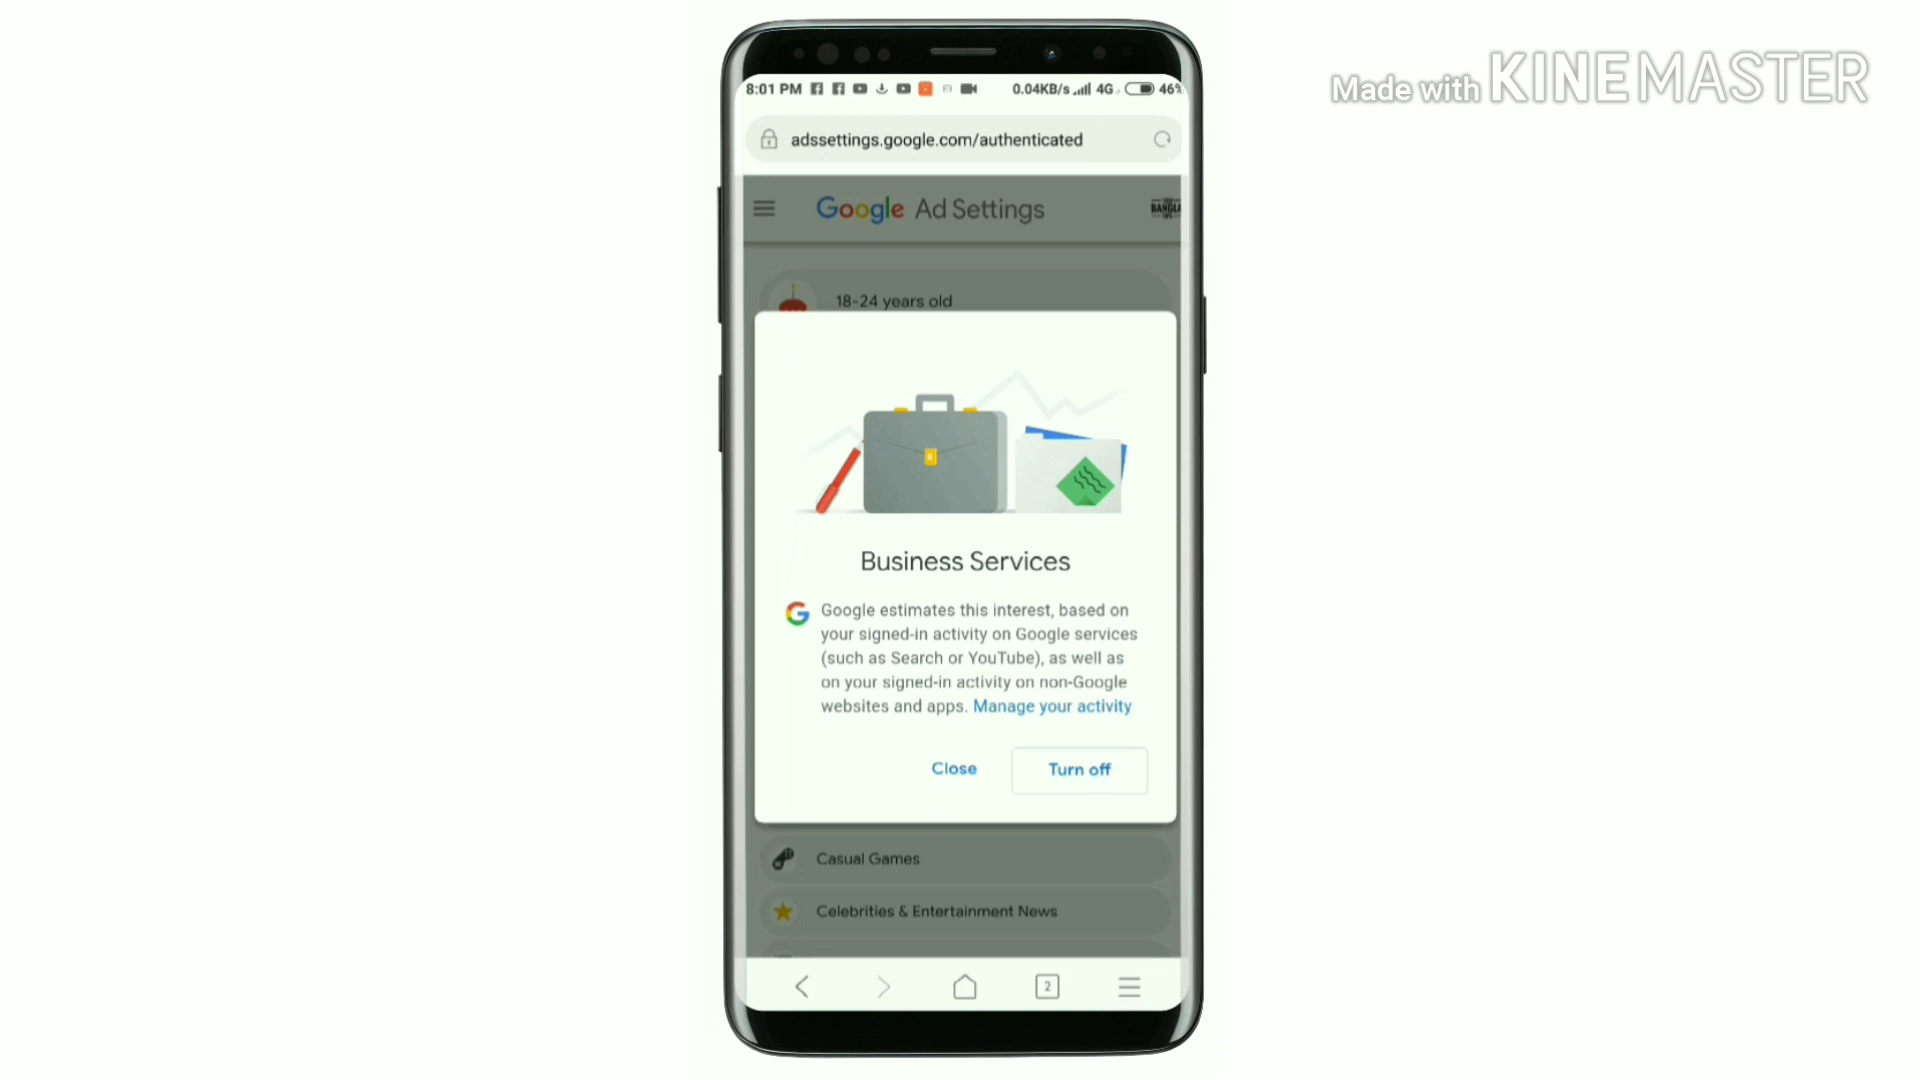 Made with KINEMASTER
8:01 PM 0.04KB/s 4G 46%
adssettings.google.com/authenticated
Google Ad Settings
BANGLA
18-24 years old
Business Services
Google estimates this interest, based on
your signed-in activity on Google services
(such as Search or YouTube), as well as
on your signed-in activity on non-Google
websites and apps. Manage your activity
Close Turn off
Casual Games
Celebrities & Entertainment News
2